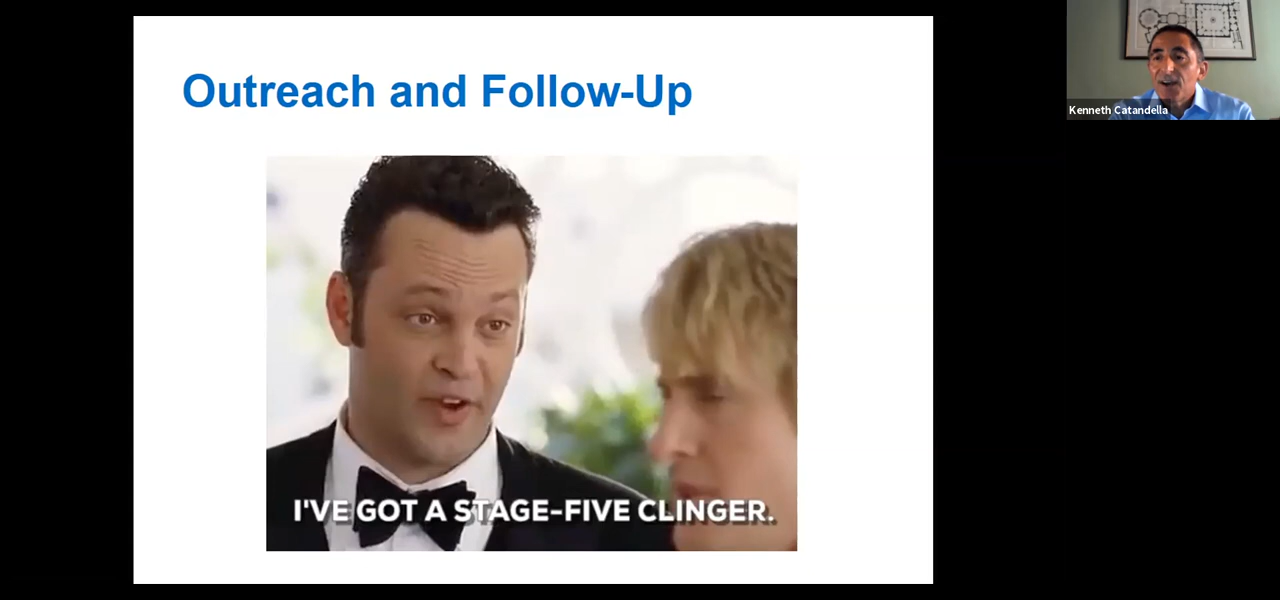 Outreach and Follow-Up
Kenneth Catandella
I'VE GOT A STAGE-FIVE CLINGER.